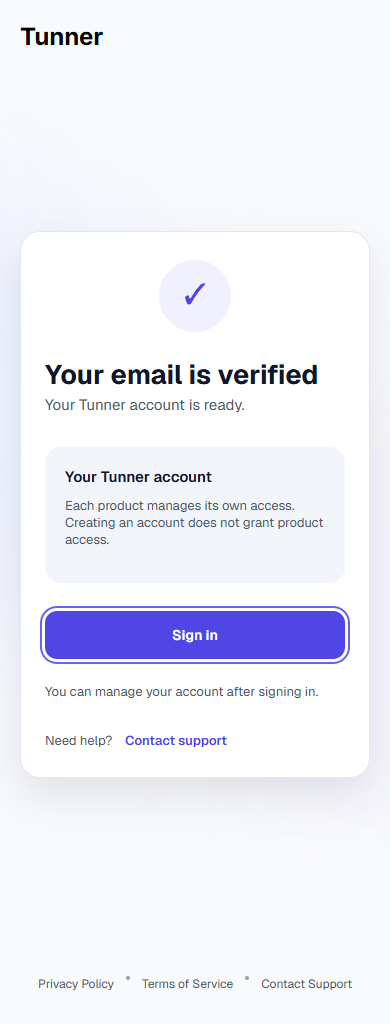 Tunner
✓
Your email is verified
Your Tunner account is ready.
Your Tunner account
Each product manages its own access.
Creating an account does not grant product
access.
Sign in
You can manage your account after signing in.
Need help? Contact support
Privacy Policy • Terms of Service • Contact Support